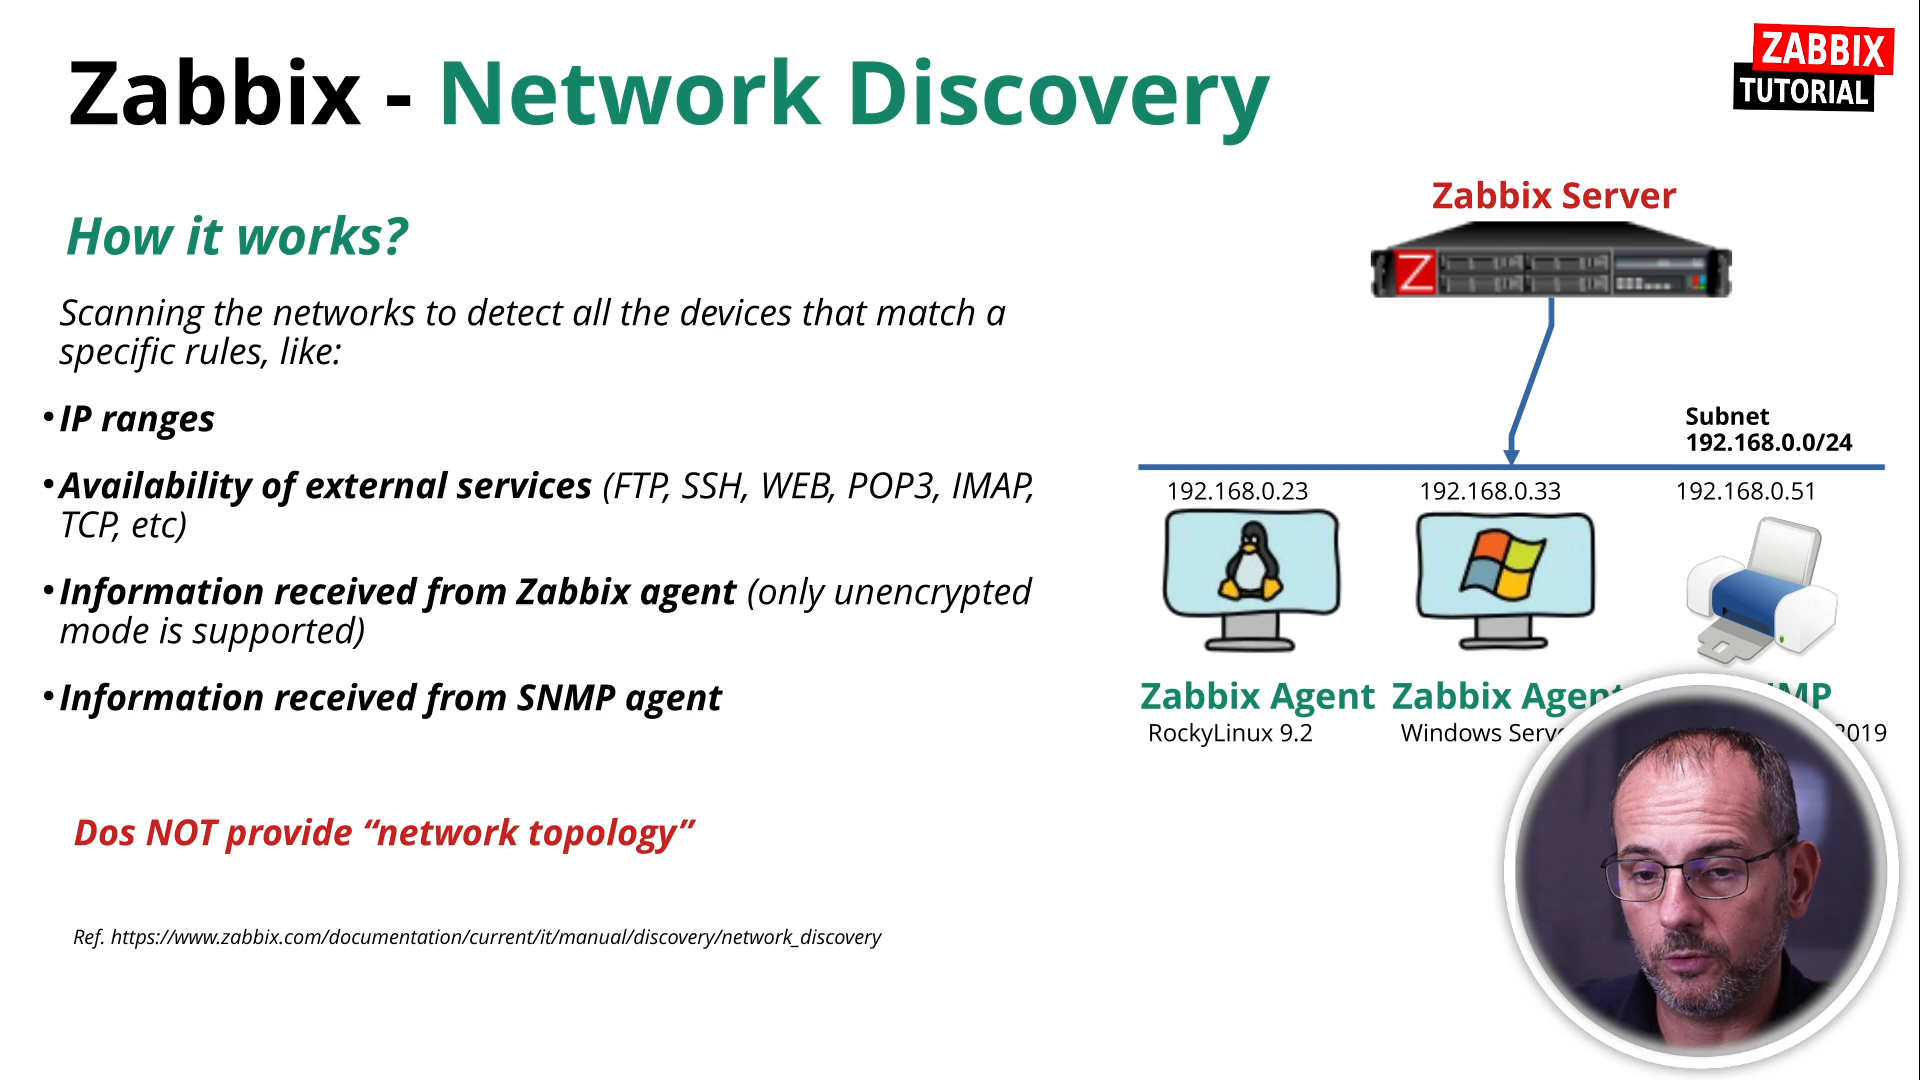 Zabbix - Network Discovery
ZABBIX
TUTORIAL
How it works?
Scanning the networks to detect all the devices that match a
specific rules, like:
•IP ranges
•Availability of external services (FTP, SSH, WEB, POP3, IMAP,
TCP, etc)
•Information received from Zabbix agent (only unencrypted
mode is supported)
•Information received from SNMP agent
Dos NOT provide “network topology”
Ref. https://www.zabbix.com/documentation/current/it/manual/discovery/network_discovery
Zabbix Server
Z
Subnet
192.168.0.0/24
192.168.0.23 192.168.0.33 192.168.0.51
Zabbix Agent Zabbix Agent
RockyLinux 9.2 Windows 2019